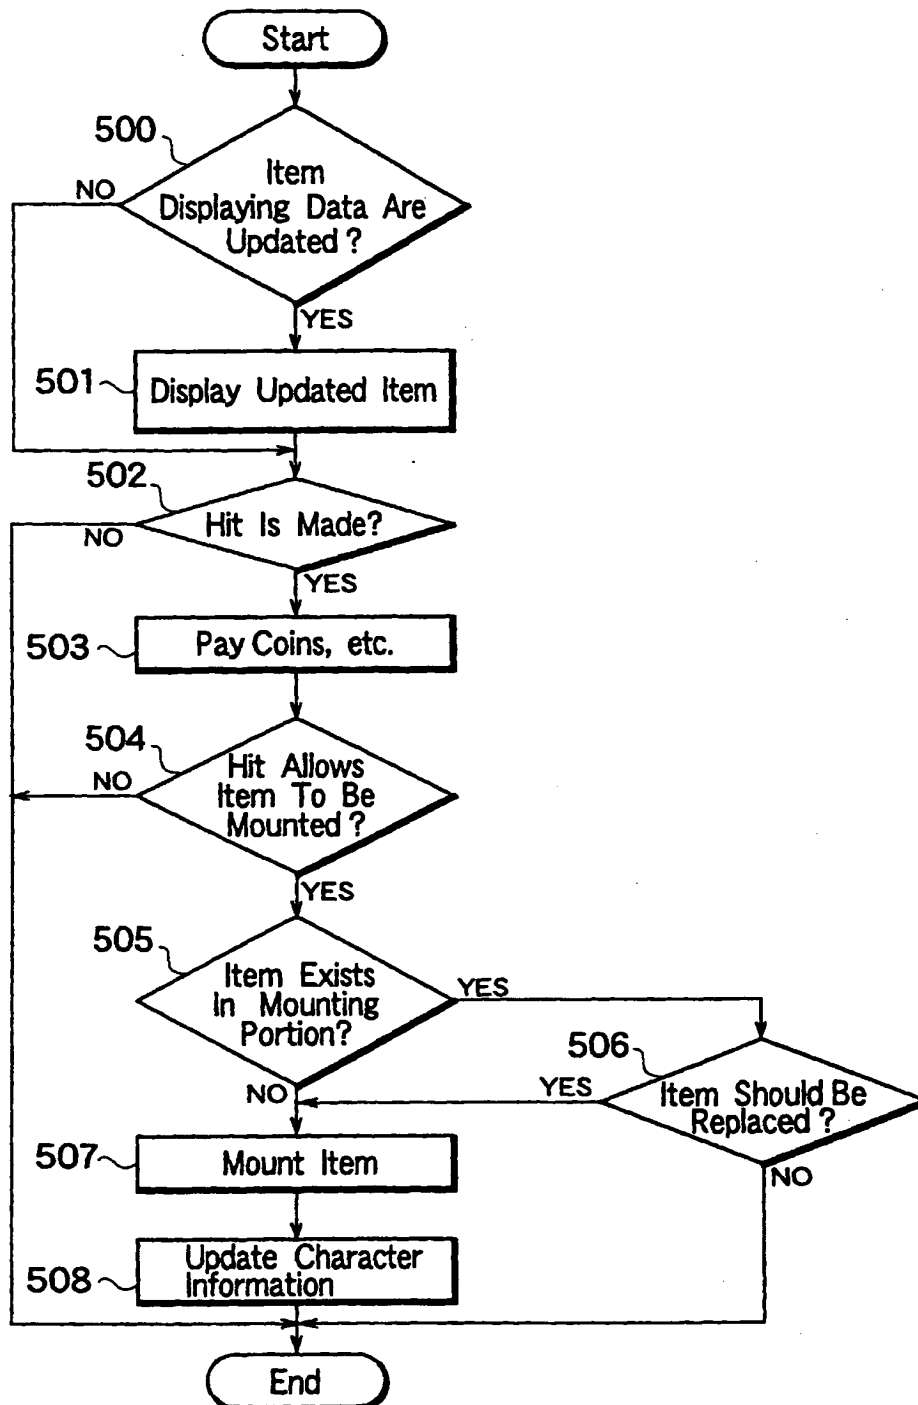 Start
500
Item
Displaying Data Are
Updated?
NO
YES
501
Display Updated Item
502
Hit Is Made?
NO
YES
503
Pay Coins, etc.
504
Hit Allows
Item To Be
Mounted?
NO
YES
505
Item Exists
In Mounting
Portion?
YES
NO
506
Item Should Be
Replaced?
YES
NO
507
Mount Item
508
Update Character
Information
End